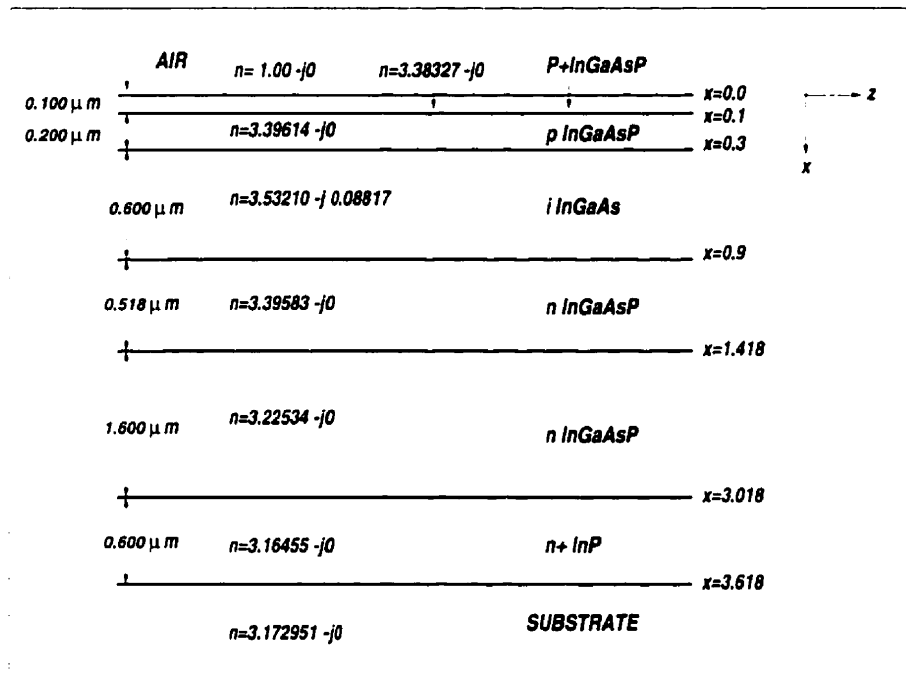 AIR n= 1.00 -j0 n=3.38327 -j0 P+InGaAsP
x=0.0
z
0.100 μ m
x=0.1
0.200 μ m n=3.39614 -j0 p InGaAsP x=0.3
x
0.600 μ m n=3.53210 -j 0.08817 i InGaAs
x=0.9
0.518 μ m n=3.39583 -j0 n InGaAsP
x=1.418
1.600 μ m n=3.22534 -j0 n InGaAsP
x=3.018
0.600 μ m n=3.16455 -j0 n+ InP
x=3.618
n=3.172951 -j0 SUBSTRATE